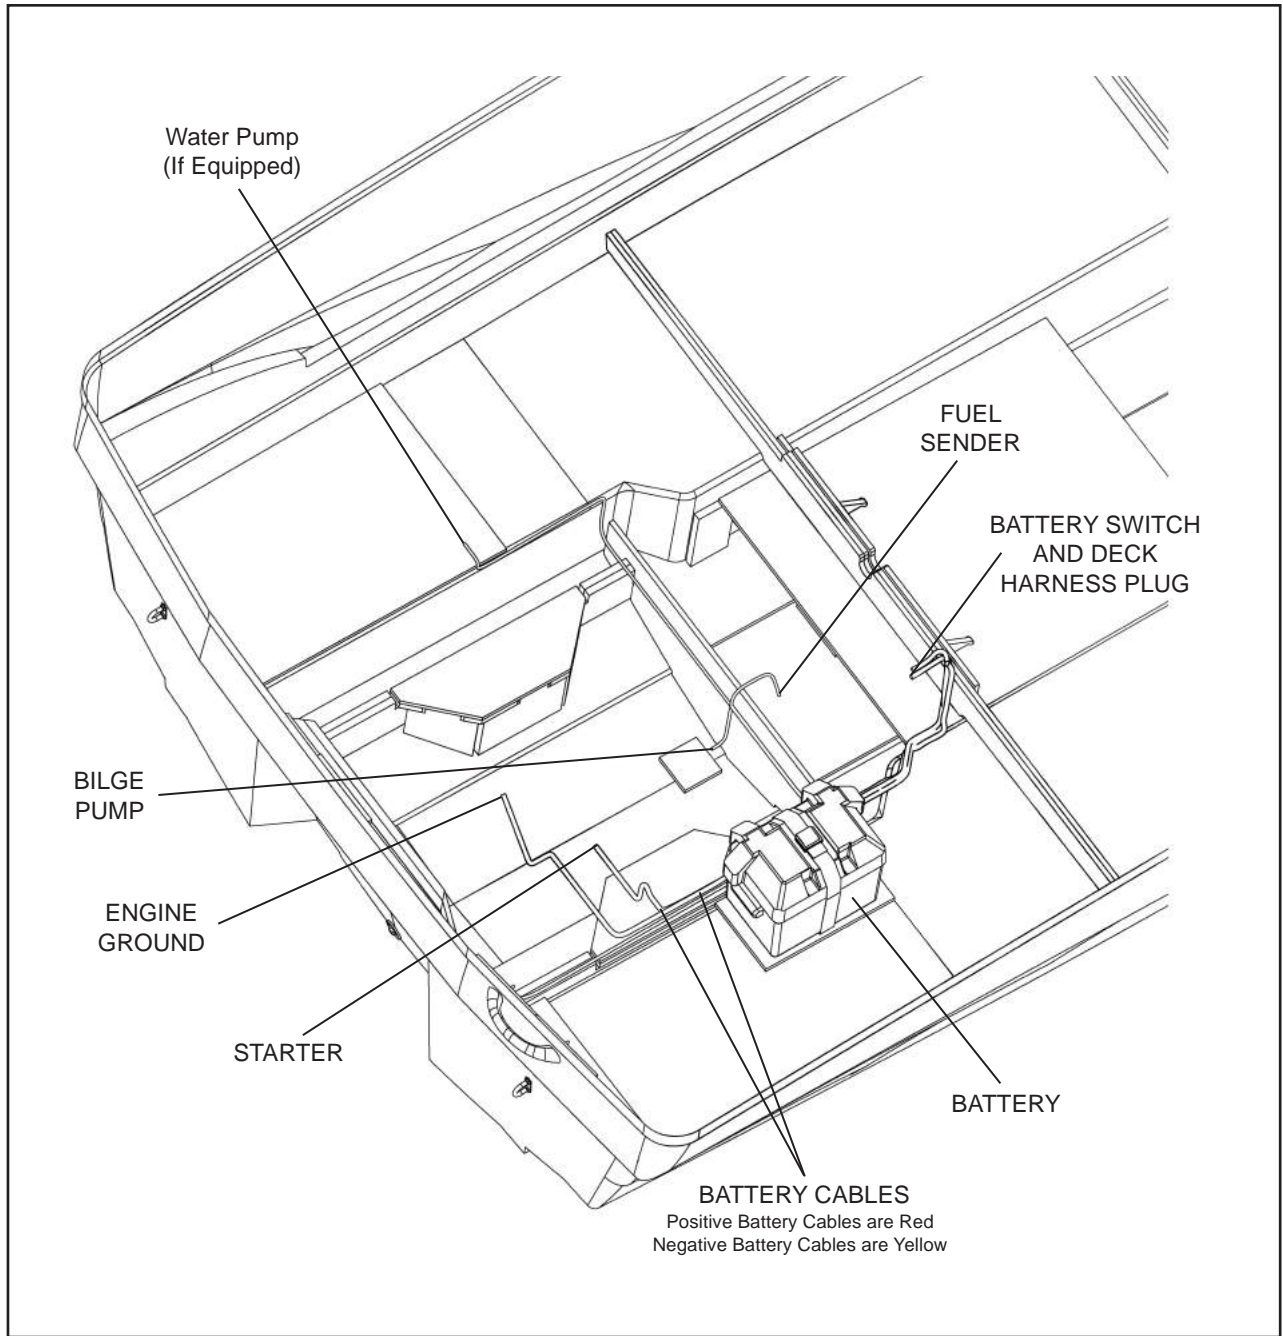 Water Pump
(If Equipped)
FUEL
SENDER
BATTERY SWITCH
AND DECK
HARNESS PLUG
BILGE
PUMP
ENGINE
GROUND
STARTER
BATTERY
BATTERY CABLES
Positive Battery Cables are Red
Negative Battery Cables are Yellow